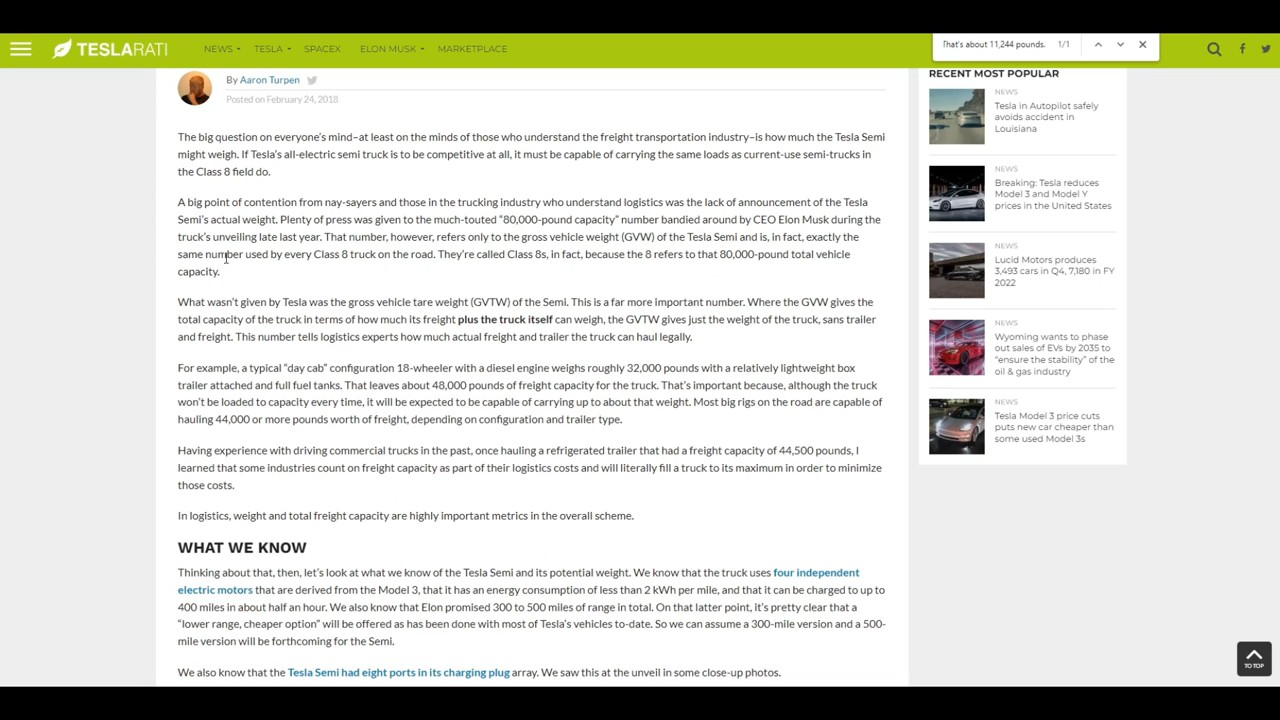 TESLARATI
NEWS TESLA SPACEX ELON MUSK MARKETPLACE
That's about 11,244 pounds. 1/1
By Aaron Turpen
Posted on February 24, 2018
The big question on everyone's mind–at least on the minds of those who understand the freight transportation industry–is how much the Tesla Semi
might weigh. If Tesla's all-electric semi truck is to be competitive at all, it must be capable of carrying the same loads as current-use semi-trucks in
the Class 8 field do.
A big point of contention from nay-sayers and those in the trucking industry who understand logistics was the lack of announcement of the Tesla
Semi's actual weight. Plenty of press was given to the much-touted "80,000-pound capacity" number bandied around by CEO Elon Musk during the
truck's unveiling late last year. That number, however, refers only to the gross vehicle weight (GVW) of the Tesla Semi and is, in fact, exactly the
same number used by every Class 8 truck on the road. They're called Class 8s, in fact, because the 8 refers to that 80,000-pound total vehicle
capacity.
What wasn't given by Tesla was the gross vehicle tare weight (GVTW) of the Semi. This is a far more important number. Where the GVW gives the
total capacity of the truck in terms of how much its freight plus the truck itself can weigh, the GVTW gives just the weight of the truck, sans trailer
and freight. This number tells logistics experts how much actual freight and trailer the truck can haul legally.
For example, a typical "day cab" configuration 18-wheeler with a diesel engine weighs roughly 32,000 pounds with a relatively lightweight box
trailer attached and full fuel tanks. That leaves about 48,000 pounds of freight capacity for the truck. That's important because, although the truck
won't be loaded to capacity every time, it will be expected to be capable of carrying up to about that weight. Most big rigs on the road are capable of
hauling 44,000 or more pounds worth of freight, depending on configuration and trailer type.
Having experience with driving commercial trucks in the past, once hauling a refrigerated trailer that had a freight capacity of 44,500 pounds, I
learned that some industries count on freight capacity as part of their logistics costs and will literally fill a truck to its maximum in order to minimize
those costs.
In logistics, weight and total freight capacity are highly important metrics in the overall scheme.
WHAT WE KNOW
Thinking about that, then, let's look at what we know of the Tesla Semi and its potential weight. We know that the truck uses four independent
electric motors that are derived from the Model 3, that it has an energy consumption of less than 2 kWh per mile, and that it can be charged to up to
400 miles in about half an hour. We also know that Elon promised 300 to 500 miles of range in total. On that latter point, it's pretty clear that a
"lower range, cheaper option" will be offered as has been done with most of Tesla's vehicles to-date. So we can assume a 300-mile version and a 500-
mile version will be forthcoming for the Semi.
We also know that the Tesla Semi had eight ports in its charging plug array. We saw this at the unveil in some close-up photos.
RECENT MOST POPULAR
NEWS
Tesla in Autopilot safely
avoids accident in
Louisiana
NEWS
Breaking: Tesla reduces
Model 3 and Model Y
prices in the United States
NEWS
Lucid Motors produces
3,493 cars in Q4, 7,180 in FY
2022
NEWS
Wyoming wants to phase
out sales of EVs by 2035 to
"ensure the stability" of the
oil & gas industry
NEWS
Tesla Model 3 price cuts
puts new car cheaper than
some used Model 3s
TO TOP